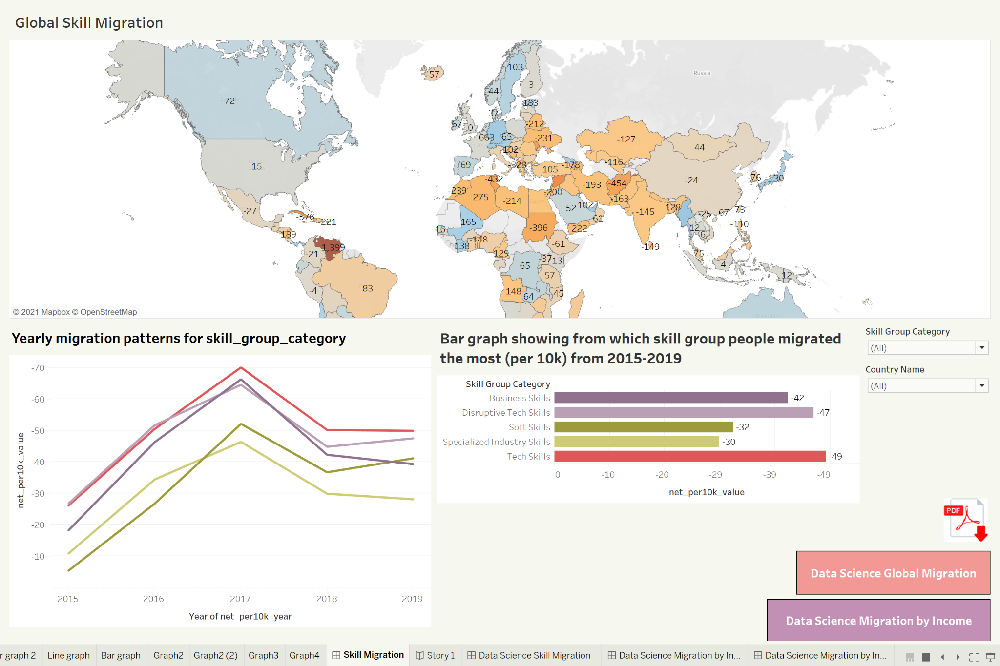 Global Skill Migration
-57
103
3
Russia
72
44
183
37
67
0
-212
663
65
-231
-127
-44
France
-102
15
69
-328
-105
-178
-116
-76
130
-24
-432
-193
-454
-239
-275
-200
-163
-214
Egypt
-27
52
102
-145
-128
-25
67
-73
-576
-221
165
-61
-110
16
-396
-222
12
6
-189
-148
-61
-1,399
138
-149
-21
-129
-37
13
-75
65
4
-57
12
-4
-83
-148
64
45
Australia
© 2021 Mapbox © OpenStreetMap
Yearly migration patterns for skill_group_category
Bar graph showing from which skill group people migrated
the most (per 10k) from 2015-2019
Skill Group Category
(All)
Country Name
(All)
-70
-60
-50
-40
-30
-20
-10
net_per10k_value
2015
2016
2017
2018
2019
Year of net_per10k_year
Skill Group Category
Business Skills
-42
Disruptive Tech Skills
-47
Soft Skills
-32
Specialized Industry Skills
-30
Tech Skills
-49
0
-10
-20
-29
-39
-49
net_per10k_value
PDF
Data Science Global Migration
Data Science Migration by Income
r graph 2
Line graph
Bar graph
Graph2
Graph2 (2)
Graph3
Graph4
Skill Migration
Story 1
Data Science Skill Migration
Data Science Migration by In...
Data Science Migration by In...